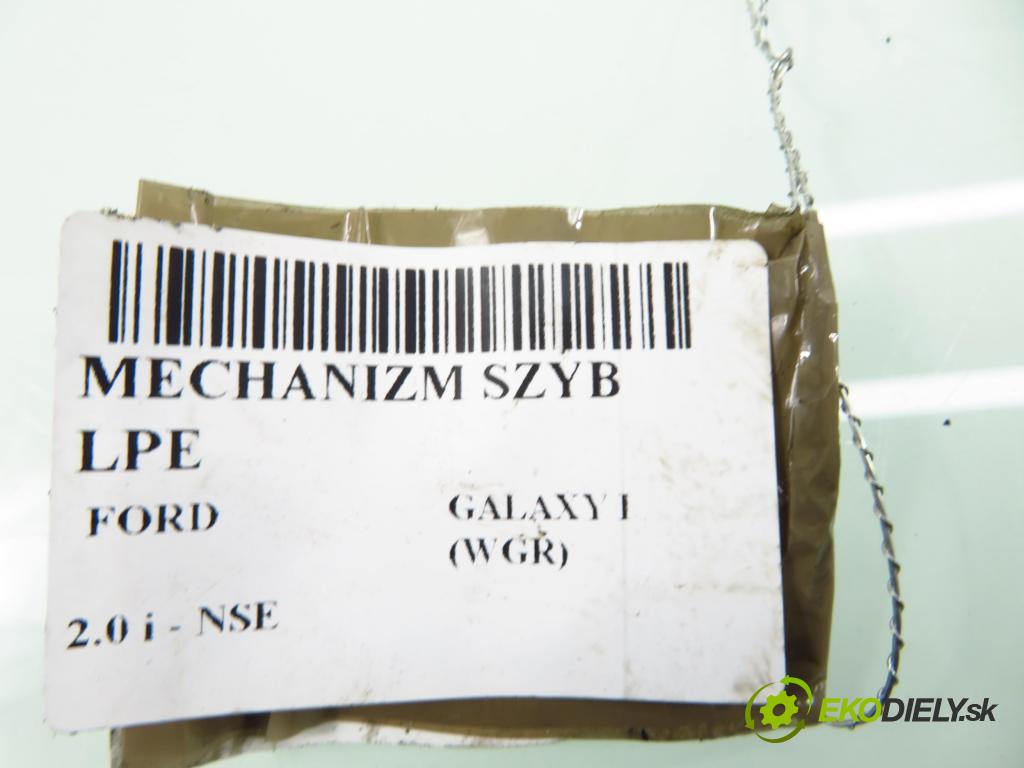 MECHANIZM SZYB
LPE
FORD
GALAXY I
(WGR)
2.0 i - NSE
EKODIELY.sk